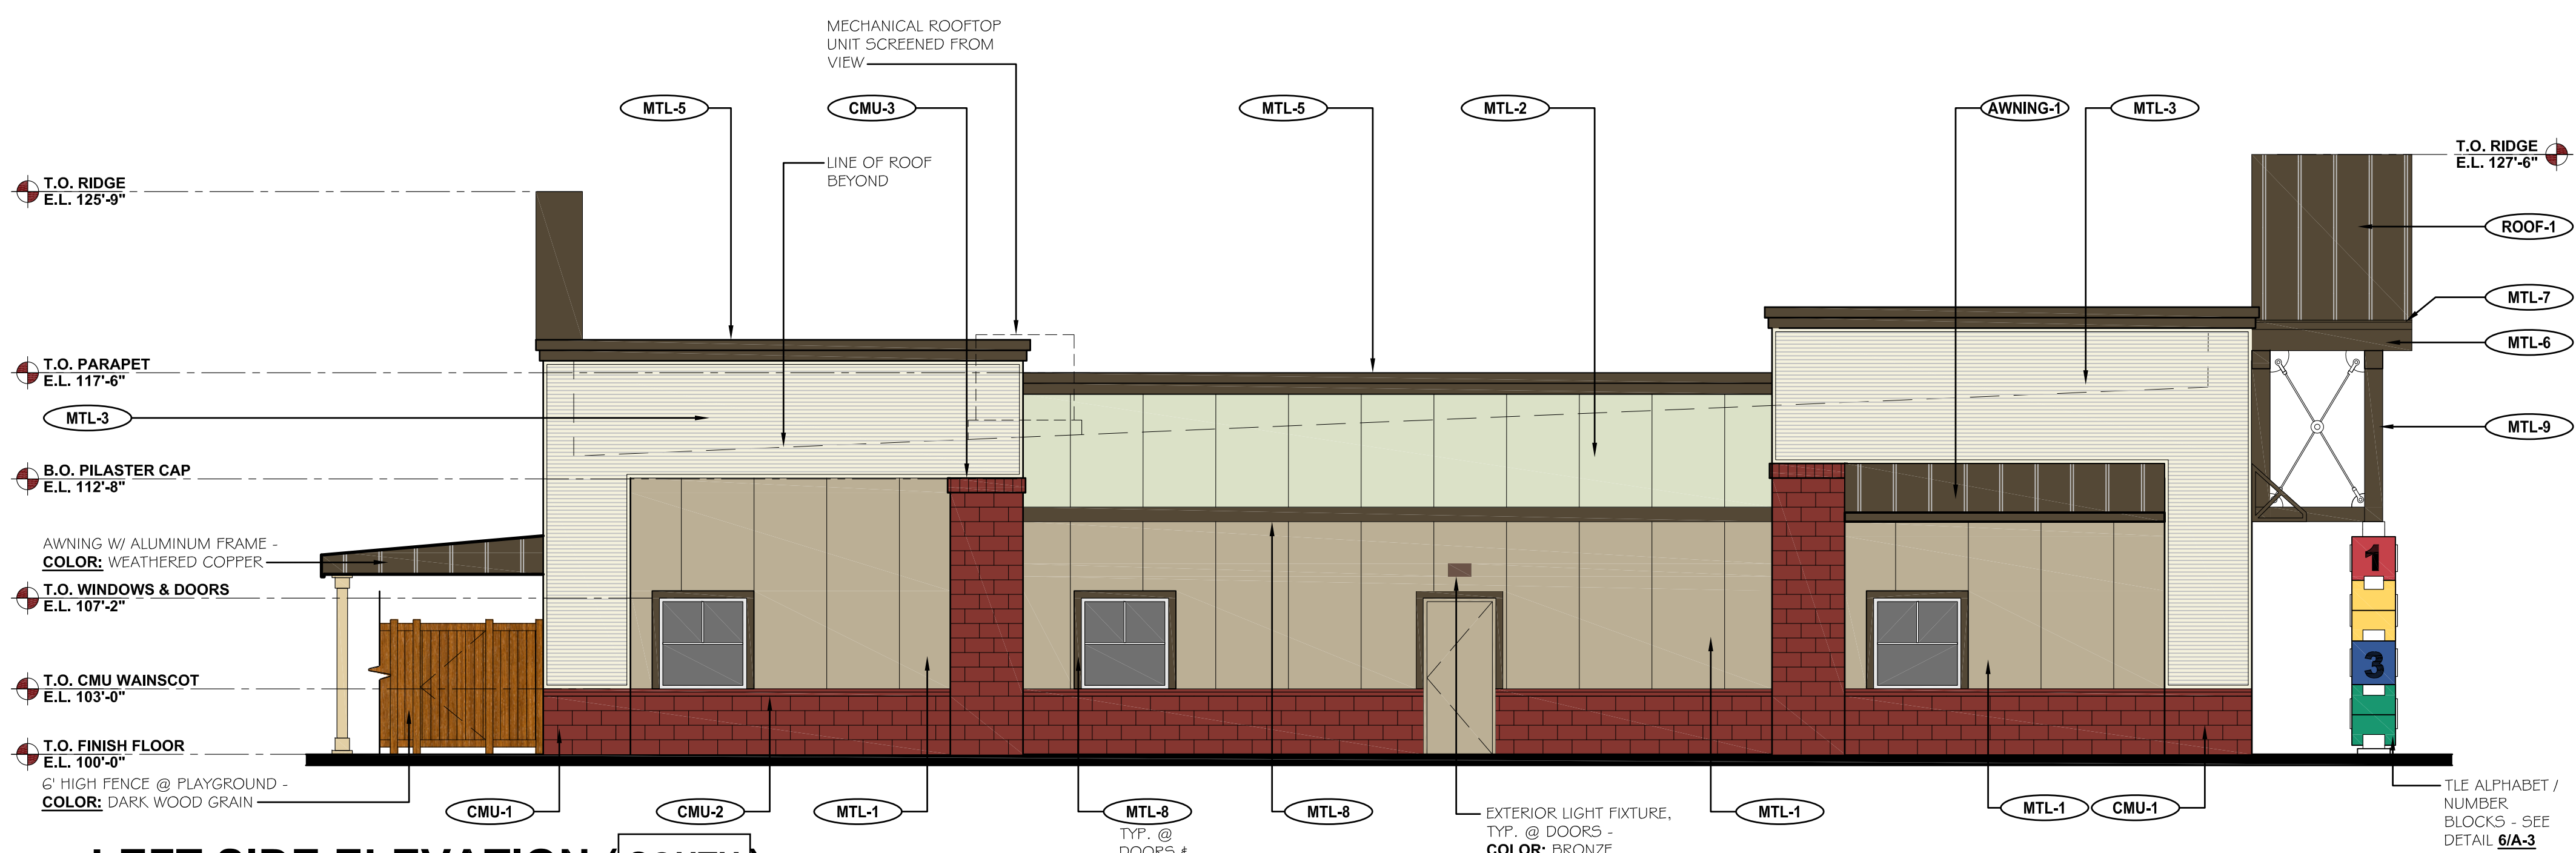 MECHANICAL ROOFTOP
UNIT SCREENED FROM
VIEW
MTL-5
CMU-3
MTL-5
MTL-2
AWNING-1
MTL-3
LINE OF ROOF
BEYOND
T.O. RIDGE
E.L. 127'-6"
T.O. RIDGE
E.L. 125'-9"
ROOF-1
MTL-7
MTL-6
T.O. PARAPET
E.L. 117'-6"
MTL-3
MTL-9
B.O. PILASTER CAP
E.L. 112'-8"
AWNING W/ ALUMINUM FRAME -
COLOR: WEATHERED COPPER
1
T.O. WINDOWS & DOORS
E.L. 107'-2"
3
T.O. CMU WAINSCOT
E.L. 103'-0"
T.O. FINISH FLOOR
E.L. 100'-0"
6' HIGH FENCE @ PLAYGROUND -
COLOR: DARK WOOD GRAIN
CMU-1
CMU-2
MTL-1
MTL-8
TYP. @
DOORS &
MTL-8
EXTERIOR LIGHT FIXTURE,
TYP. @ DOORS -
COLOR: BRONZE
MTL-1
MTL-1
CMU-1
TLE ALPHABET /
NUMBER
BLOCKS - SEE
DETAIL 6/A-3
LEFT SIDE ELEVATION (SOUTH)